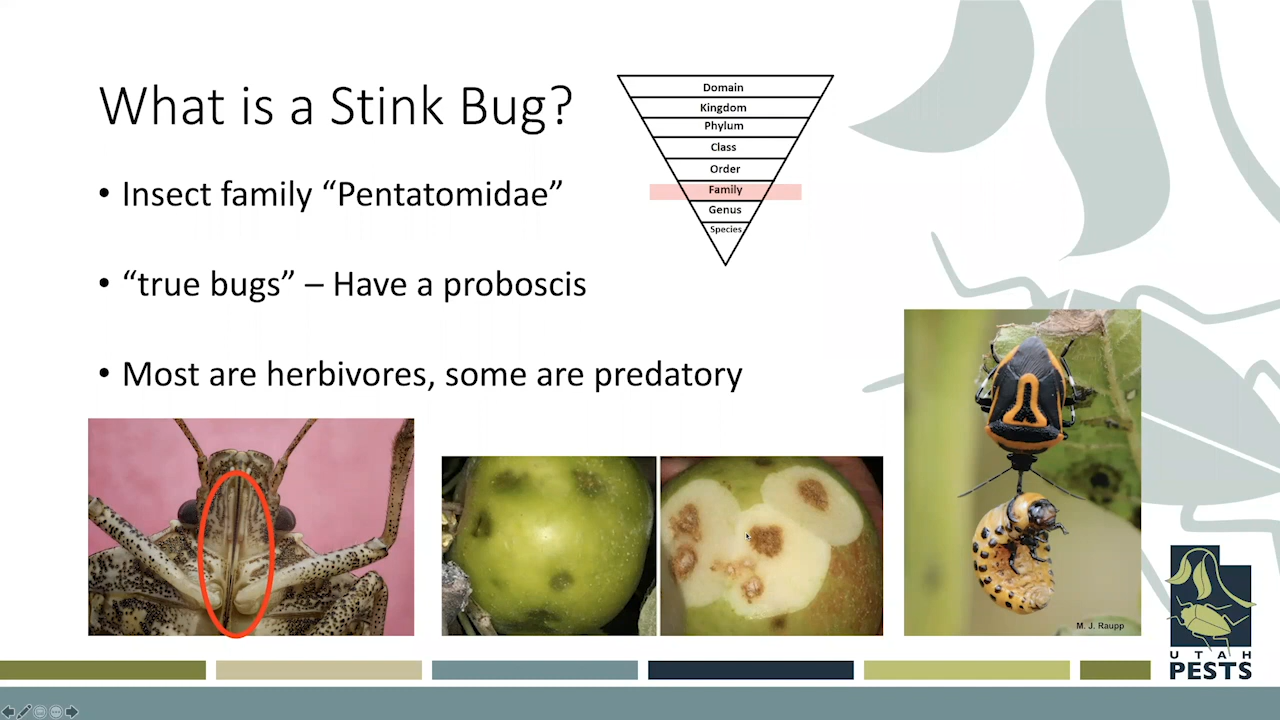 What is a Stink Bug?
Domain
Kingdom
Phylum
Class
Order
Family
Genus
Species
• Insect family “Pentatomidae”
• “true bugs” – Have a proboscis
• Most are herbivores, some are predatory
M. J. Raupp
UTAH
PESTS